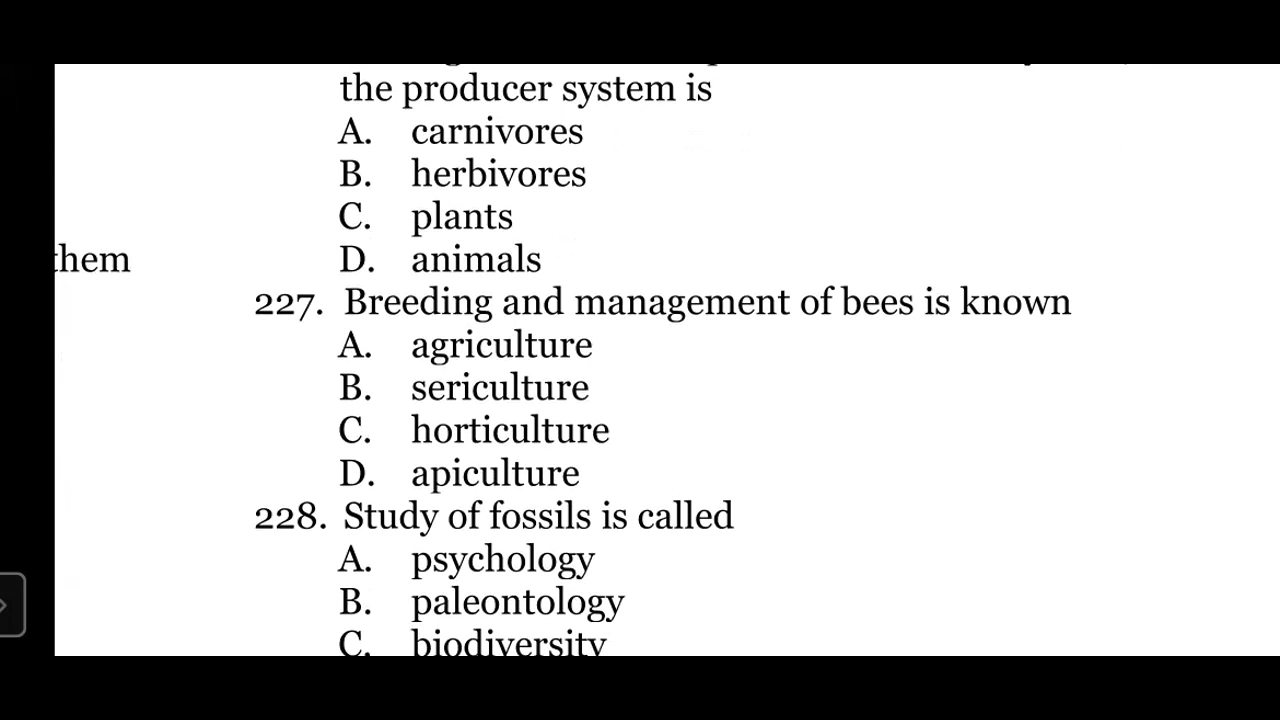 the producer system is
A. carnivores
B. herbivores
C. plants
them
D. animals
227. Breeding and management of bees is known
A. agriculture
B. sericulture
C. horticulture
D. apiculture
228. Study of fossils is called
A. psychology
B. paleontology
C. biodiversity